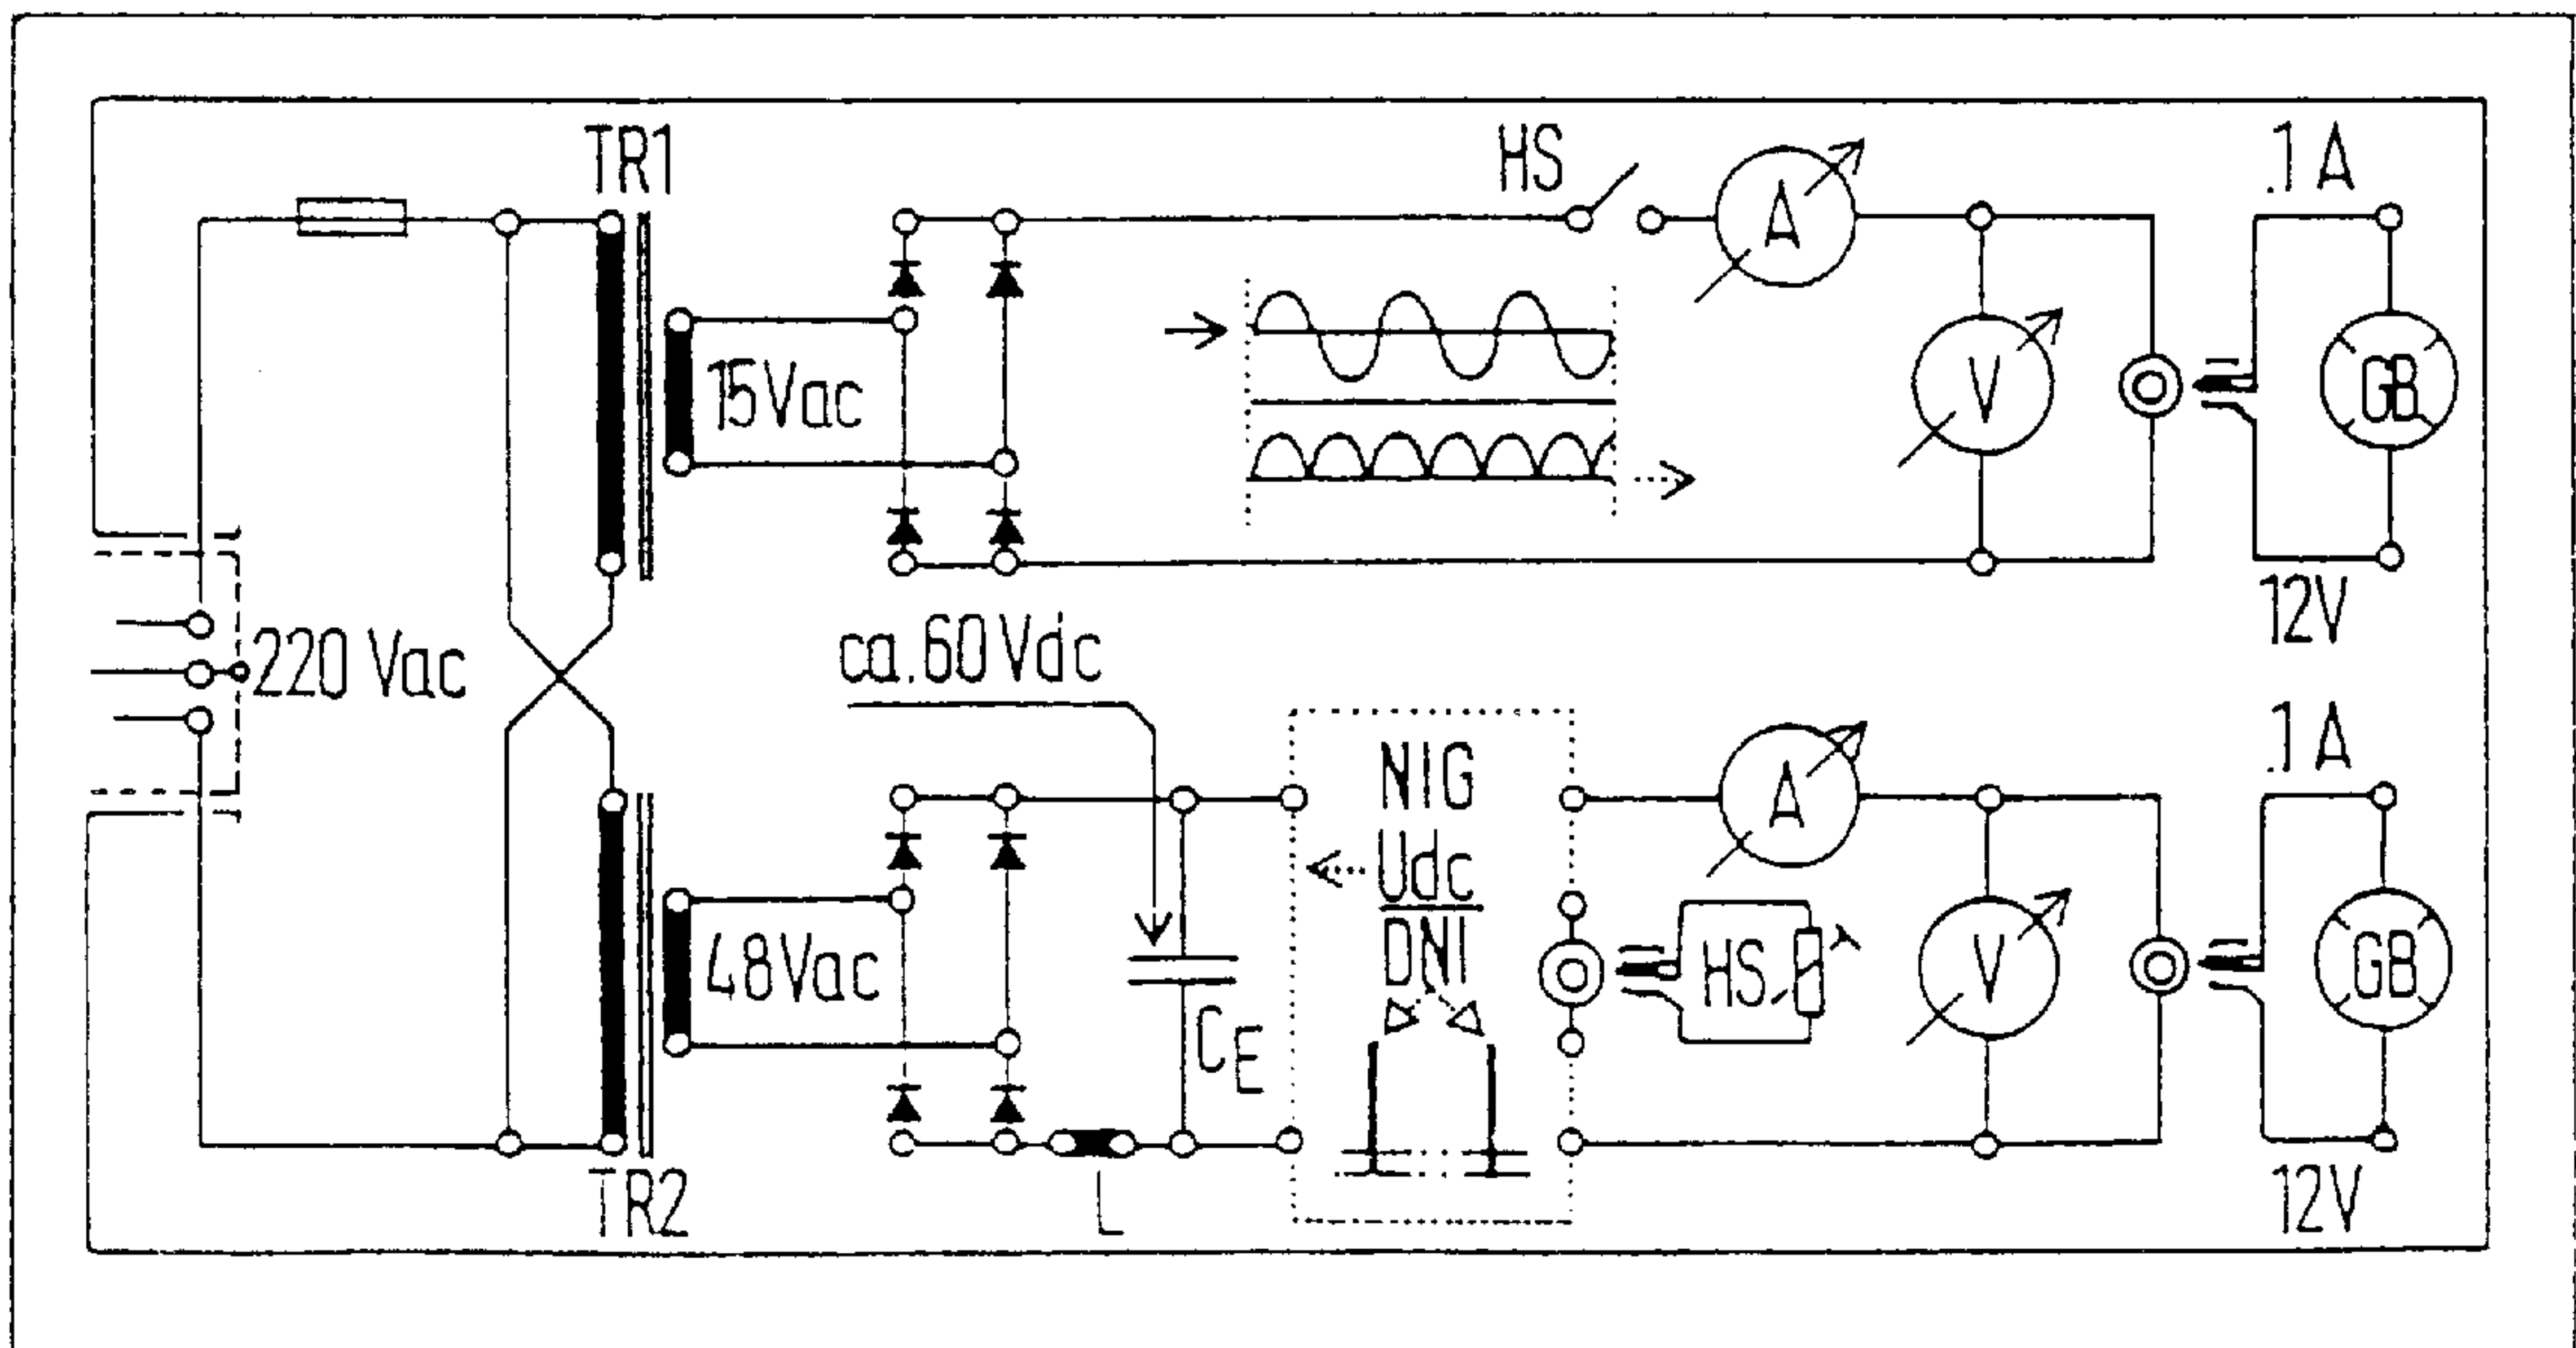 TR1
HS
A
.1 A
15Vac
V
GB
12V
220 Vac
ca.60Vdc
NIG
Udc
DNI
A
.1 A
48Vac
CE
HS
V
GB
L
TR2
12V